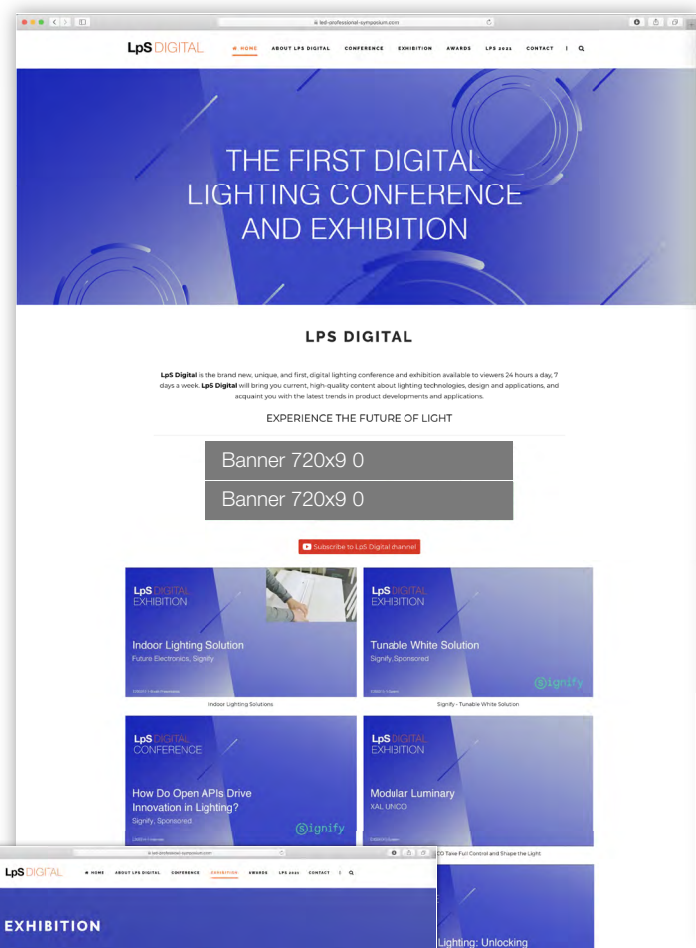 led-professional-symposium.com
LpS DIGITAL
HOME ABOUT LPS DIGITAL CONFERENCE EXHIBITION AWARDS LPS 2021 CONTACT
THE FIRST DIGITAL
LIGHTING CONFERENCE
AND EXHIBITION
LPS DIGITAL
LpS Digital is the brand new, unique, and first, digital lighting conference and exhibition available to viewers 24 hours a day, 7
days a week. LpS Digital will bring you current, high-quality content about lighting technologies, design and applications, and
acquaint you with the latest trends in product developments and applications.
EXPERIENCE THE FUTURE OF LIGHT
Banner 720x9 0
Banner 720x9 0
Subscribe to LpS Digital channel
LpS DIGITAL
EXHIBITION
Indoor Lighting Solution
Future Electronics, Signify
Indoor Lighting Solutions
LpS DIGITAL
EXHIBITION
Tunable White Solution
Signify, Sponsored
Signify
Signify - Tunable White Solution
LpS DIGITAL
CONFERENCE
How Do Open APIs Drive
Innovation in Lighting?
Signify, Sponsored
Signify
LpS DIGITAL
EXHIBITION
Modular Luminary
XAL UNCO
Take Full Control and Shape the Light
led-professional-symposium.com
LpS DIGITAL
HOME ABOUT LPS DIGITAL CONFERENCE EXHIBITION AWARDS LPS 2021 CONTACT
EXHIBITION
Lighting: Unlocking